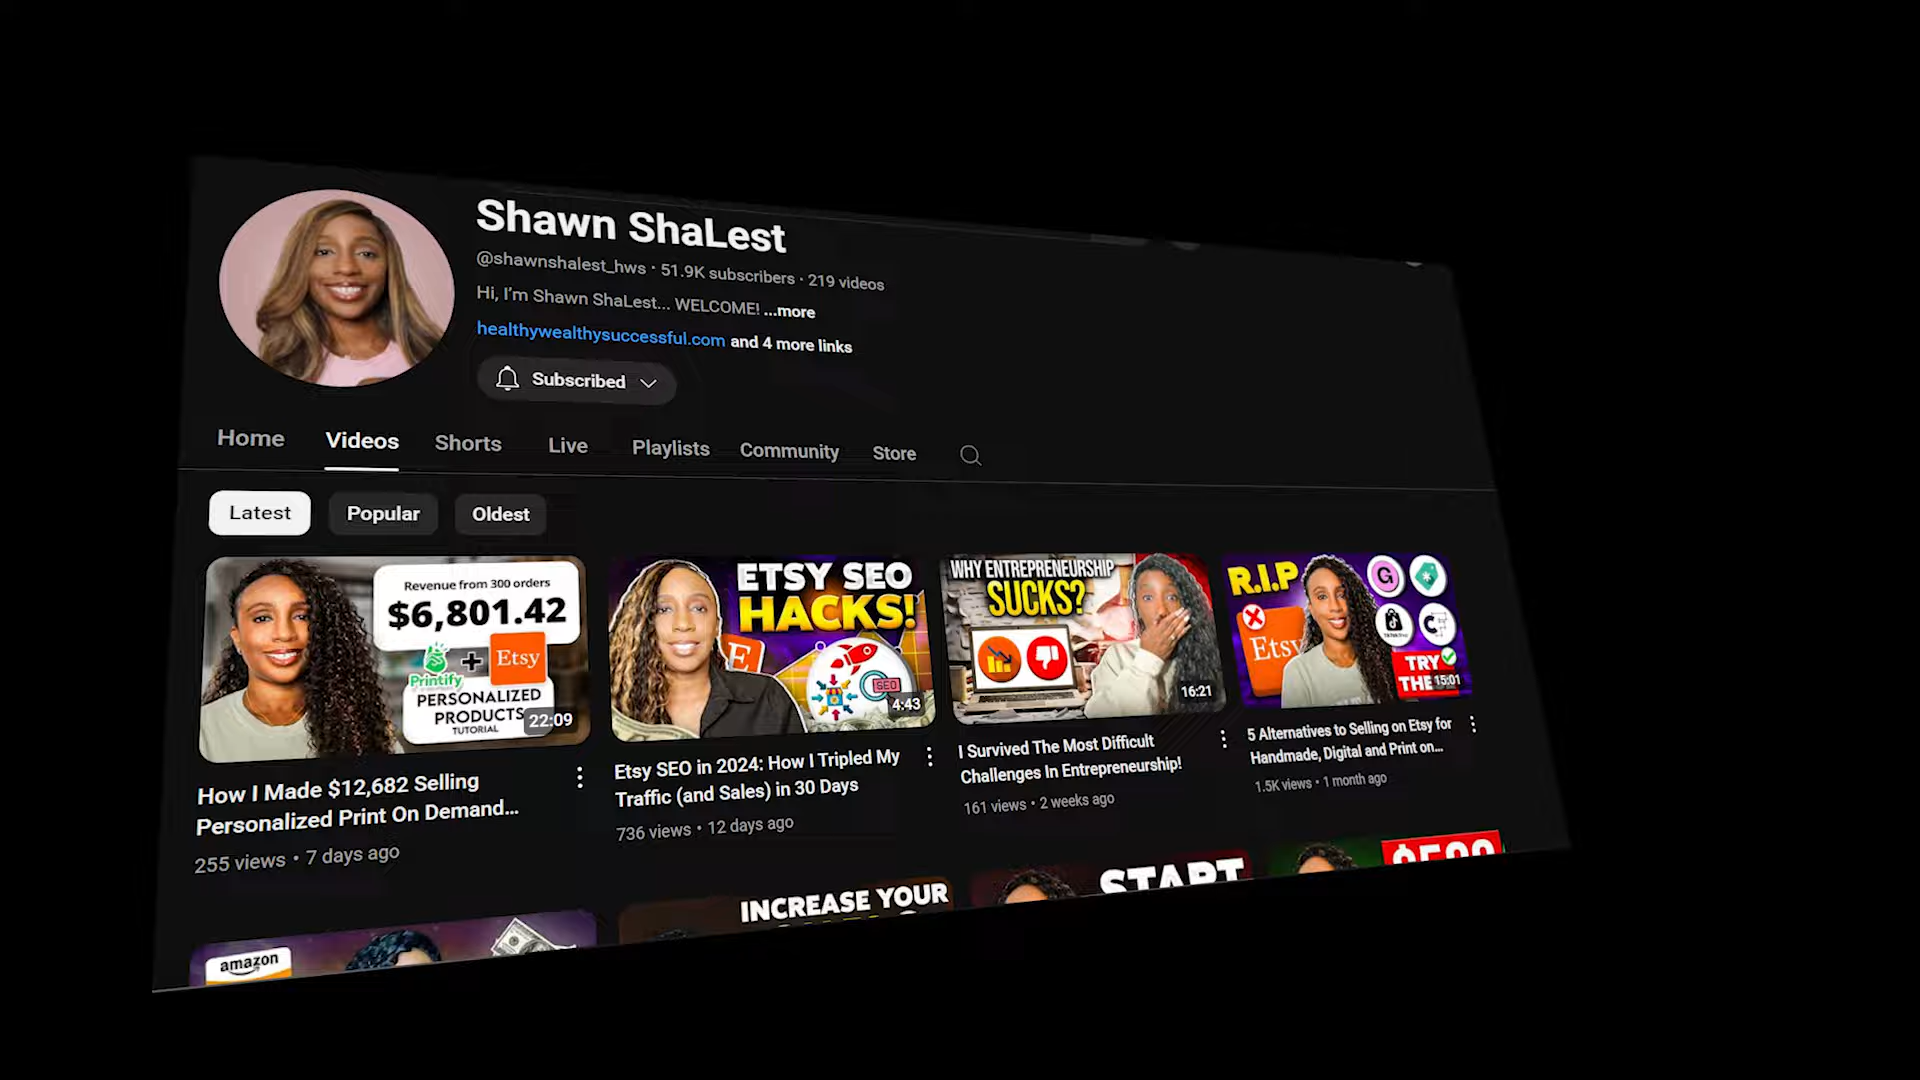 Shawn ShaLest
@shawnshalest_hws · 51.9K subscribers · 219 videos
Hi, I'm Shawn ShaLest... WELCOME! ...more
healthywealthysuccessful.com and 4 more links
Subscribed
Home Videos Shorts Live Playlists Community Store
Latest Popular Oldest
Revenue from 300 orders
$6,801.42
Printify + Etsy
PERSONALIZED
PRODUCTS
TUTORIAL
22:09
How I Made $12,682 Selling
Personalized Print On Demand...
255 views • 7 days ago
ETSY SEO
HACKS!
E
SEO
4:43
Etsy SEO in 2024: How I Tripled My
Traffic (and Sales) in 30 Days
736 views • 12 days ago
WHY ENTREPRENEURSHIP
SUCKS?
16:21
I Survived The Most Difficult
Challenges In Entrepreneurship!
161 views • 2 weeks ago
R.I.P
Etsy
G
TRY
15:01
5 Alternatives to Selling on Etsy for
Handmade, Digital and Print on...
1.5K views • 1 month ago
amazon
INCREASE YOUR
START